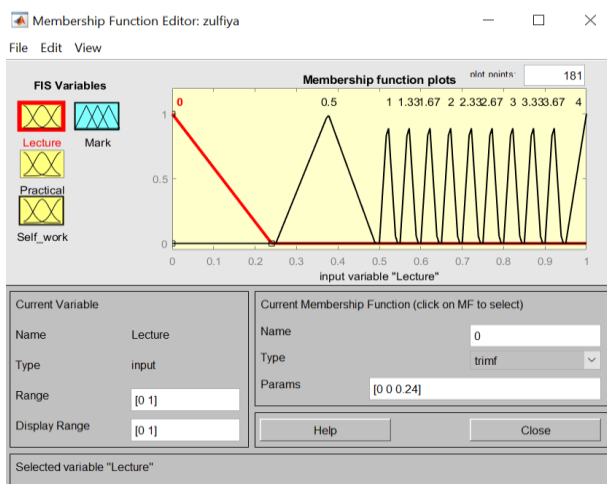 Membership Function Editor: zulfiya
File Edit View
FIS Variables
Lecture
Mark
Practical
Self_work
Membership function plots
plot points:
181
0 0.5 1 1.33 1.67 2 2.33 2.67 3 3.33 3.67 4
1
0.5
0
0 0.1 0.2 0.3 0.4 0.5 0.6 0.7 0.8 0.9 1
input variable "Lecture"
Current Variable
Name Lecture
Type input
Range [0 1]
Display Range [0 1]
Current Membership Function (click on MF to select)
Name 0
Type trimf
Params [0 0 0.24]
Help Close
Selected variable "Lecture"